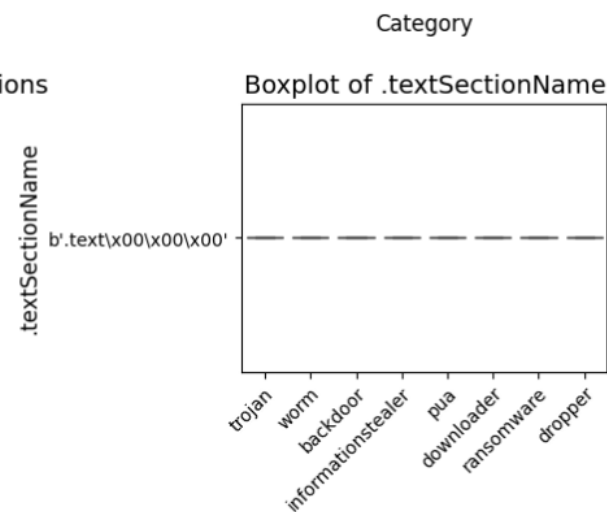 Category
ions
Boxplot of .textSectionName
.textSectionName
b'.text\x00\x00\x00'
trojan
worm
backdoor
informationstealer
pua
downloader
ransomware
dropper